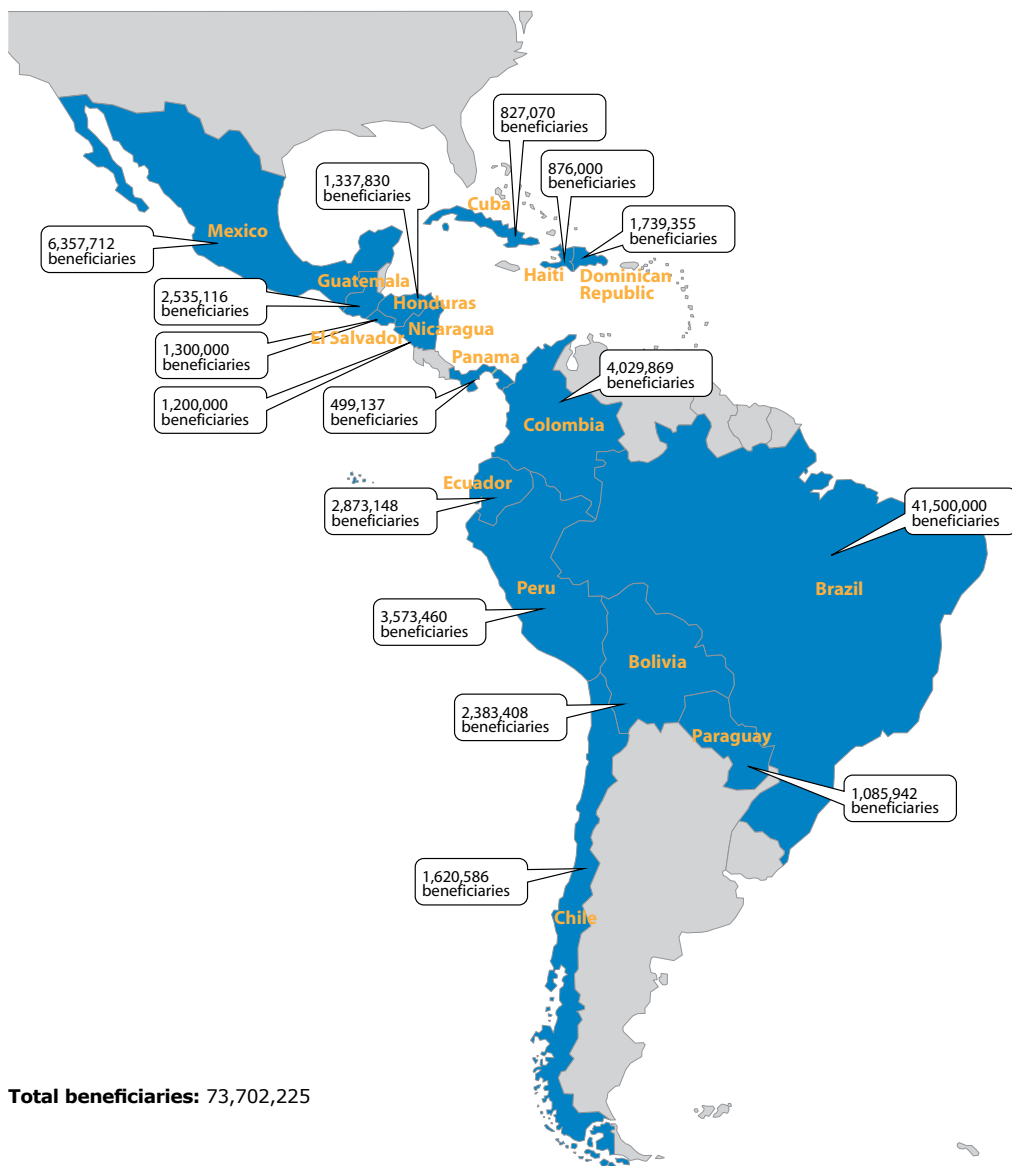 827,070
beneficiaries
876,000
beneficiaries
1,337,830
beneficiaries
Cuba
1,739,355
beneficiaries
Mexico
6,357,712
beneficiaries
Haiti
Dominican
Republic
Guatemala
2,535,116
beneficiaries
Honduras
Nicaragua
El Salvador
1,300,000
beneficiaries
Panama
4,029,869
beneficiaries
1,200,000
beneficiaries
499,137
beneficiaries
Colombia
Ecuador
2,873,148
beneficiaries
41,500,000
beneficiaries
Peru
Brazil
3,573,460
beneficiaries
Bolivia
2,383,408
beneficiaries
Paraguay
1,085,942
beneficiaries
1,620,586
beneficiaries
Chile
Total beneficiaries: 73,702,225